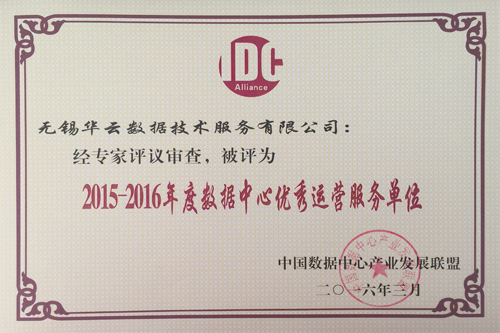 IDC
Alliance
无锡华云数据技术服务有限公司：
经专家评议审查，被评为
2015-2016年度数据中心优秀运营服务单位
中国数据中心产业发展联盟
二〇一六年三月